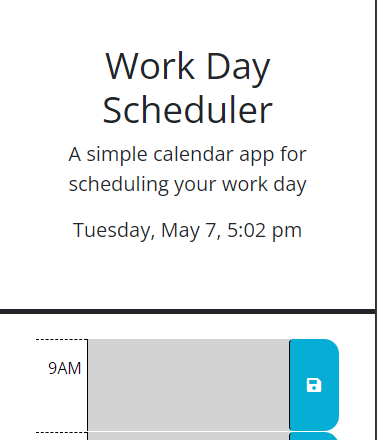 Work Day
Scheduler
A simple calendar app for
scheduling your work day
Tuesday, May 7, 5:02 pm
9AM